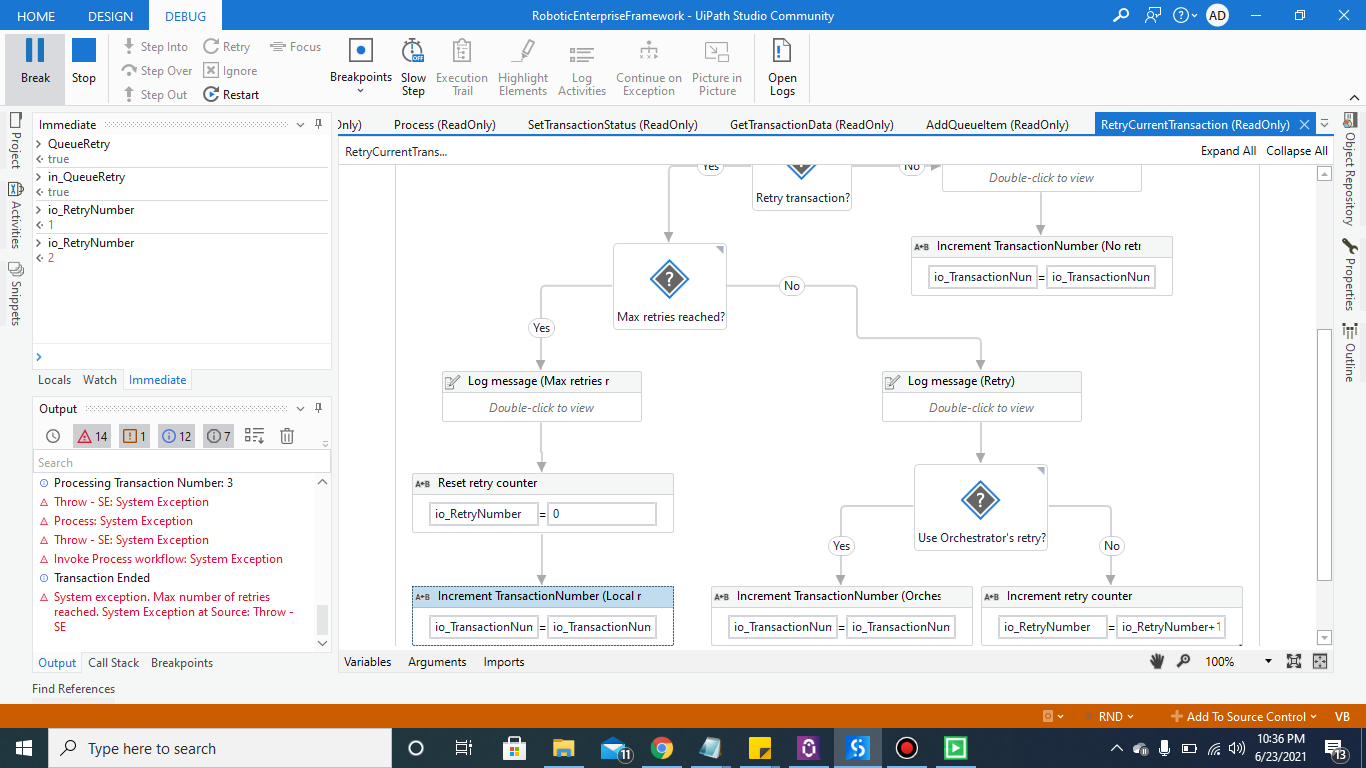 HOME DESIGN DEBUG RoboticEnterpriseFramework - UiPath Studio Community AD
Break Stop Step Into Retry Focus
Step Over Ignore
Step Out Restart
Breakpoints Slow Step Execution Trail Highlight Elements Log Activities Continue on Exception Picture in Picture Open Logs
Project
Activities
Snippets
Immediate
QueueRetry
true
in_QueueRetry
true
io_RetryNumber
1
io_RetryNumber
2
Locals Watch Immediate
Output
14 1 12 7
Search
Processing Transaction Number: 3
Throw - SE: System Exception
Process: System Exception
Throw - SE: System Exception
Invoke Process workflow: System Exception
Transaction Ended
System exception. Max number of retries
reached. System Exception at Source: Throw -
SE
Output Call Stack Breakpoints
Find References
Only) Process (ReadOnly) SetTransactionStatus (ReadOnly) GetTransactionData (ReadOnly) AddQueueItem (ReadOnly) RetryCurrentTransaction (ReadOnly)
RetryCurrentTrans... Expand All Collapse All
Yes No
Retry transaction?
Double-click to view
A+B Increment TransactionNumber (No retr
io_TransactionNun = io_TransactionNun
Max retries reached?
Yes
No
Log message (Max retries r
Double-click to view
Log message (Retry)
Double-click to view
A+B Reset retry counter
io_RetryNumber = 0
Use Orchestrator's retry?
Yes
No
A+B Increment TransactionNumber (Local r
io_TransactionNun = io_TransactionNun
A+B Increment TransactionNumber (Orches
io_TransactionNun = io_TransactionNun
A+B Increment retry counter
io_RetryNumber = io_RetryNumber+1
Variables Arguments Imports 100%
Object Repository
Properties
Outline
RND Add To Source Control VB
Type here to search 11 10:36 PM
6/23/2021 13